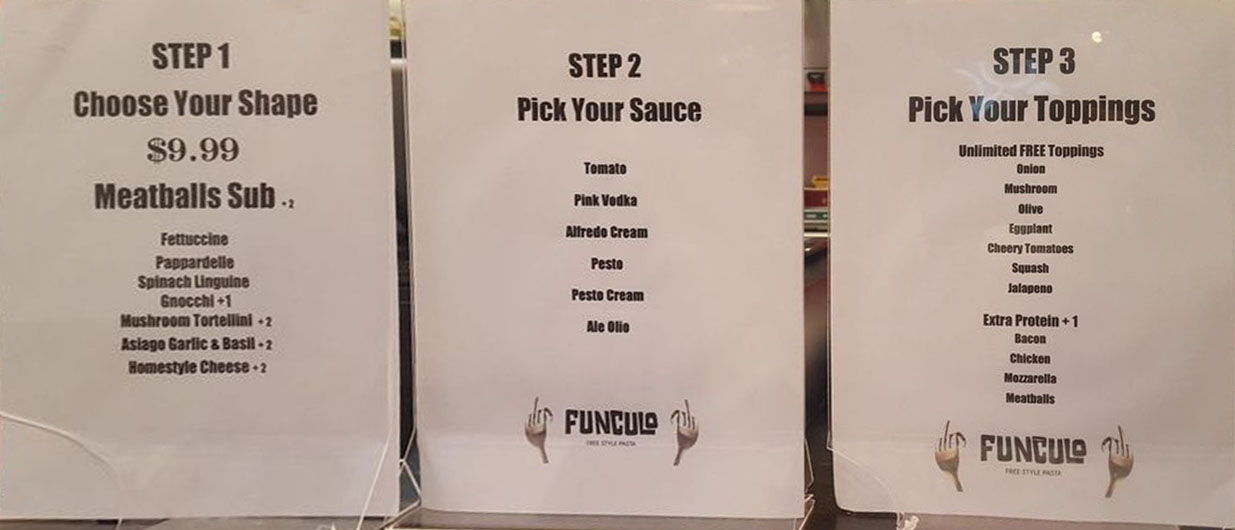 STEP 1
Choose Your Shape
$9.99
Meatballs Sub +2
Fettuccine
Pappardelle
Spinach Linguine
Gnocchi +1
Mushroom Tortellini +2
Asiago Garlic & Basil +2
Homestyle Cheese +2
STEP 2
Pick Your Sauce
Tomato
Pink Vodka
Alfredo Cream
Pesto
Pesto Cream
Ale Olio
FUNCULO
FREE STYLE PASTA
STEP 3
Pick Your Toppings
Unlimited FREE Toppings
Onion
Mushroom
Olive
Eggplant
Cheery Tomatoes
Squash
Jalapeno
Extra Protein + 1
Bacon
Chicken
Mozzarella
Meatballs
FUNCULO
FREE STYLE PASTA